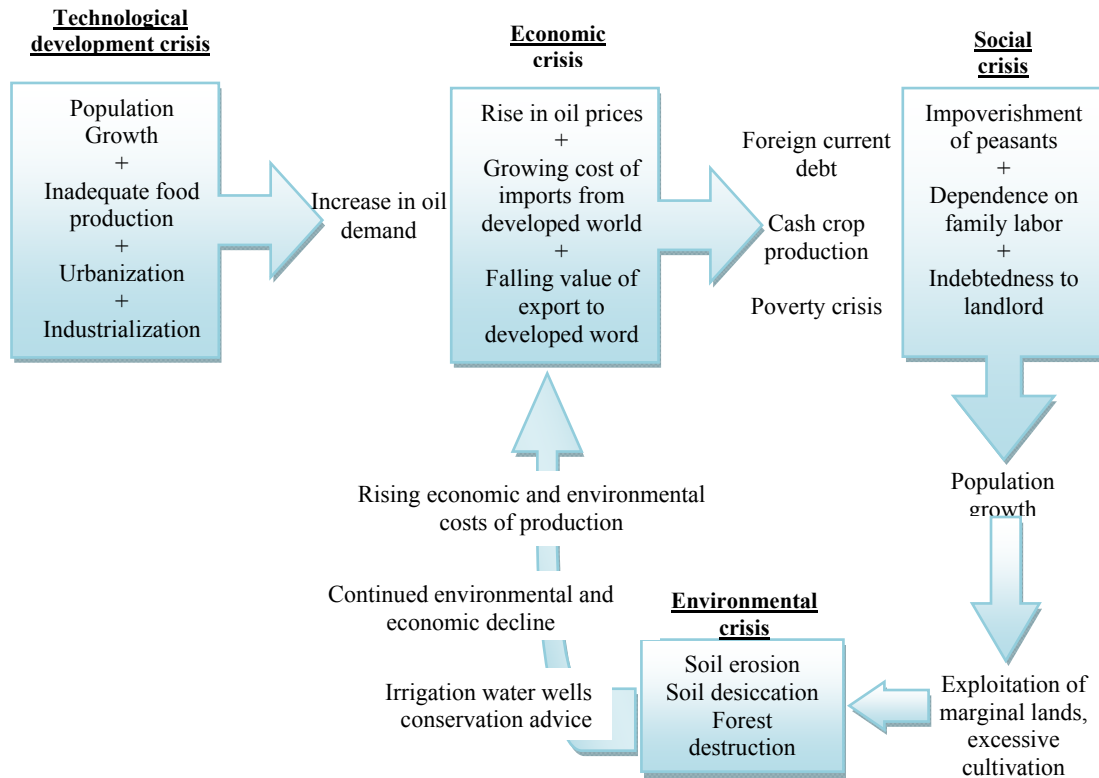 Technological
development crisis
Population
Growth
+
Inadequate food
production
+
Urbanization
+
Industrialization
Increase in oil
demand
Economic
crisis
Rise in oil prices
+
Growing cost of
imports from
developed world
+
Falling value of
export to
developed word
Foreign current
debt
Cash crop
production
Poverty crisis
Social
crisis
Impoverishment
of peasants
+
Dependence on
family labor
+
Indebtedness to
landlord
Population
growth
Exploitation of
marginal lands,
excessive
cultivation
Environmental
crisis
Soil erosion
Soil desiccation
Forest
destruction
Irrigation water wells
conservation advice
Continued environmental and
economic decline
Rising economic and environmental
costs of production